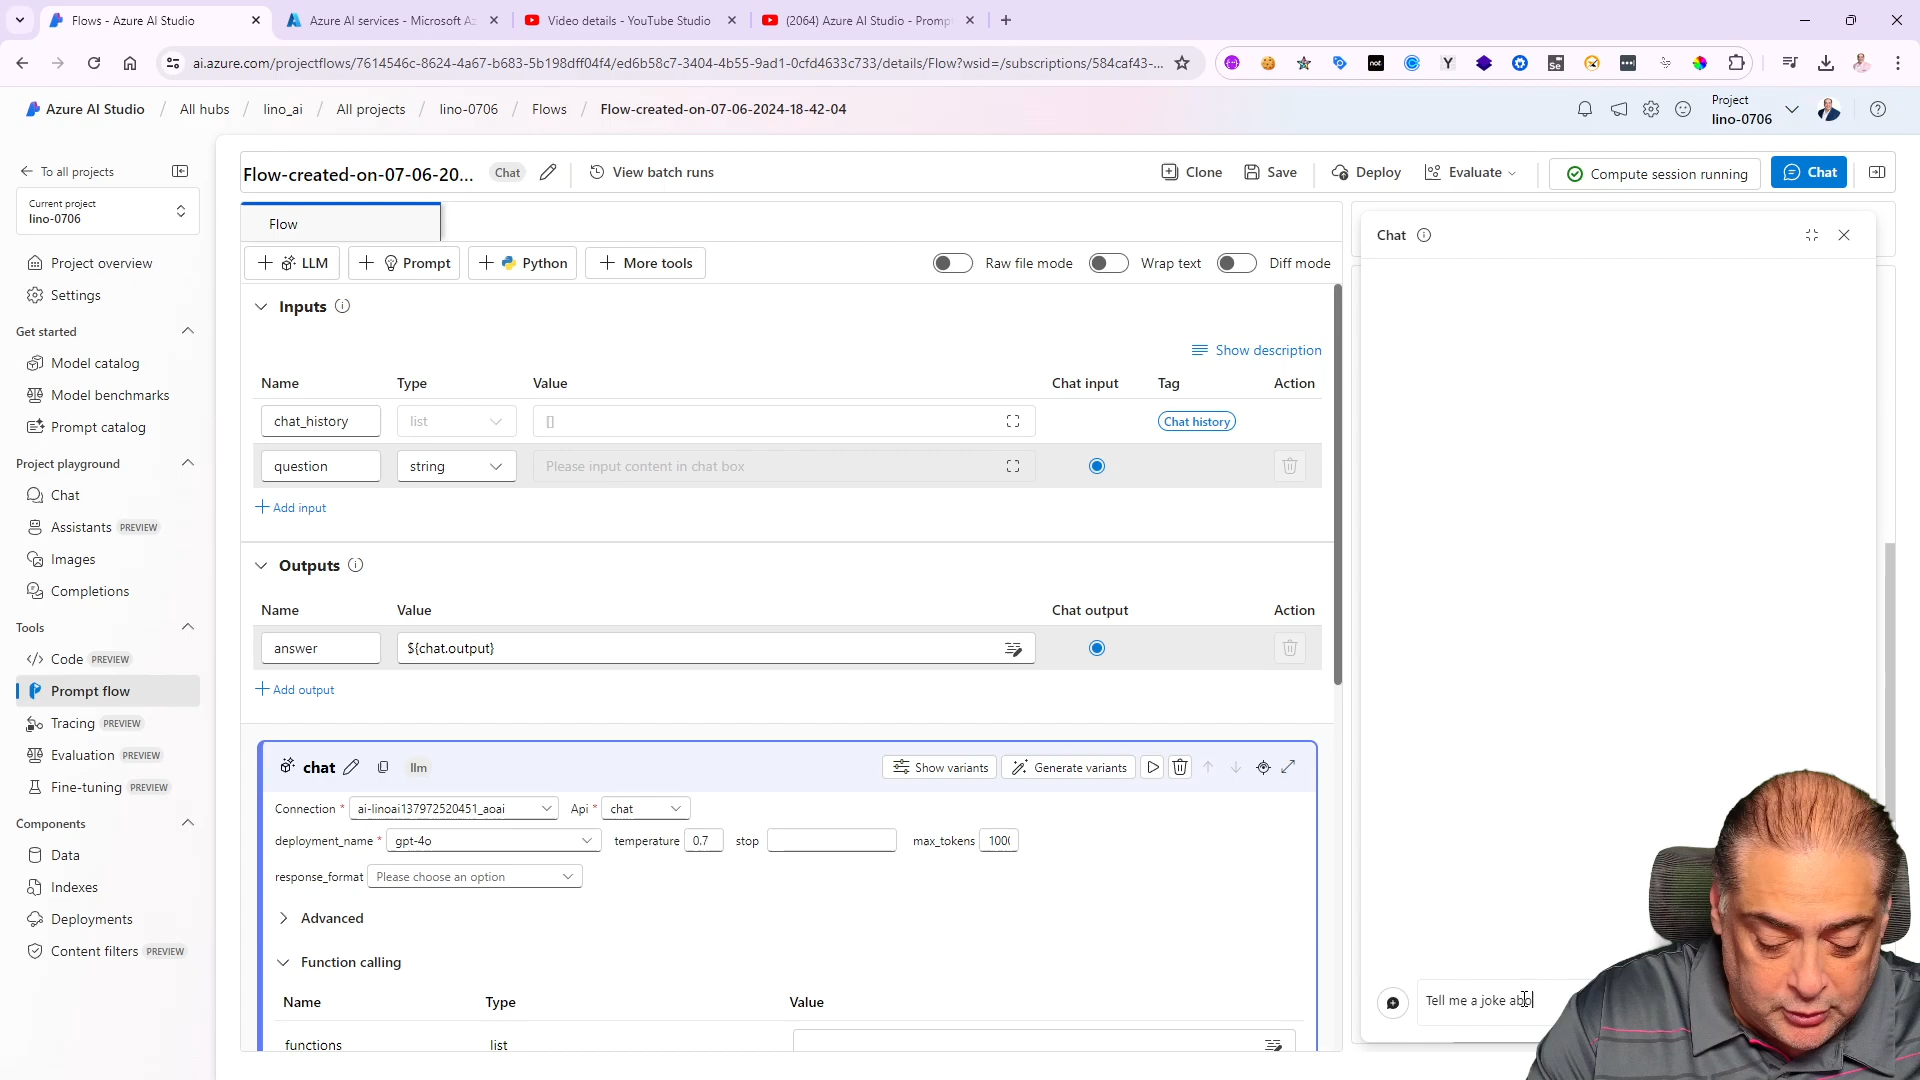 Flows - Azure AI Studio
Azure AI services - Microsoft Az
Video details - YouTube Studio
(2064) Azure AI Studio - Promp
ai.azure.com/projectflows/7614546c-8624-4a67-b683-5b198dff04f4/ed6b58c7-3404-4b55-9ad1-0cfd4633c733/details/Flow?wsid=/subscriptions/584caf43-...
Azure AI Studio / All hubs / lino_ai / All projects / lino-0706 / Flows / Flow-created-on-07-06-2024-18-42-04
Project
lino-0706
To all projects
Current project
lino-0706
Project overview
Settings
Get started
Model catalog
Model benchmarks
Prompt catalog
Project playground
Chat
Assistants PREVIEW
Images
Completions
Tools
Code PREVIEW
Prompt flow
Tracing PREVIEW
Evaluation PREVIEW
Fine-tuning PREVIEW
Components
Data
Indexes
Deployments
Content filters PREVIEW
Flow-created-on-07-06-20... Chat View batch runs Clone Save Deploy Evaluate Compute session running Chat
Flow
LLM Prompt Python More tools Raw file mode Wrap text Diff mode
Inputs
Show description
Name Type Value Chat input Tag Action
chat_history list [] Chat history
question string Please input content in chat box
Add input
Outputs
Name Value Chat output Action
answer ${chat.output}
Add output
chat llm Show variants Generate variants
Connection * ai-linoai137972520451_aoai Api * chat
deployment_name * gpt-4o temperature 0.7 stop max_tokens 100
response_format Please choose an option
Advanced
Function calling
Name Type Value
functions list
Chat
Tell me a joke abo